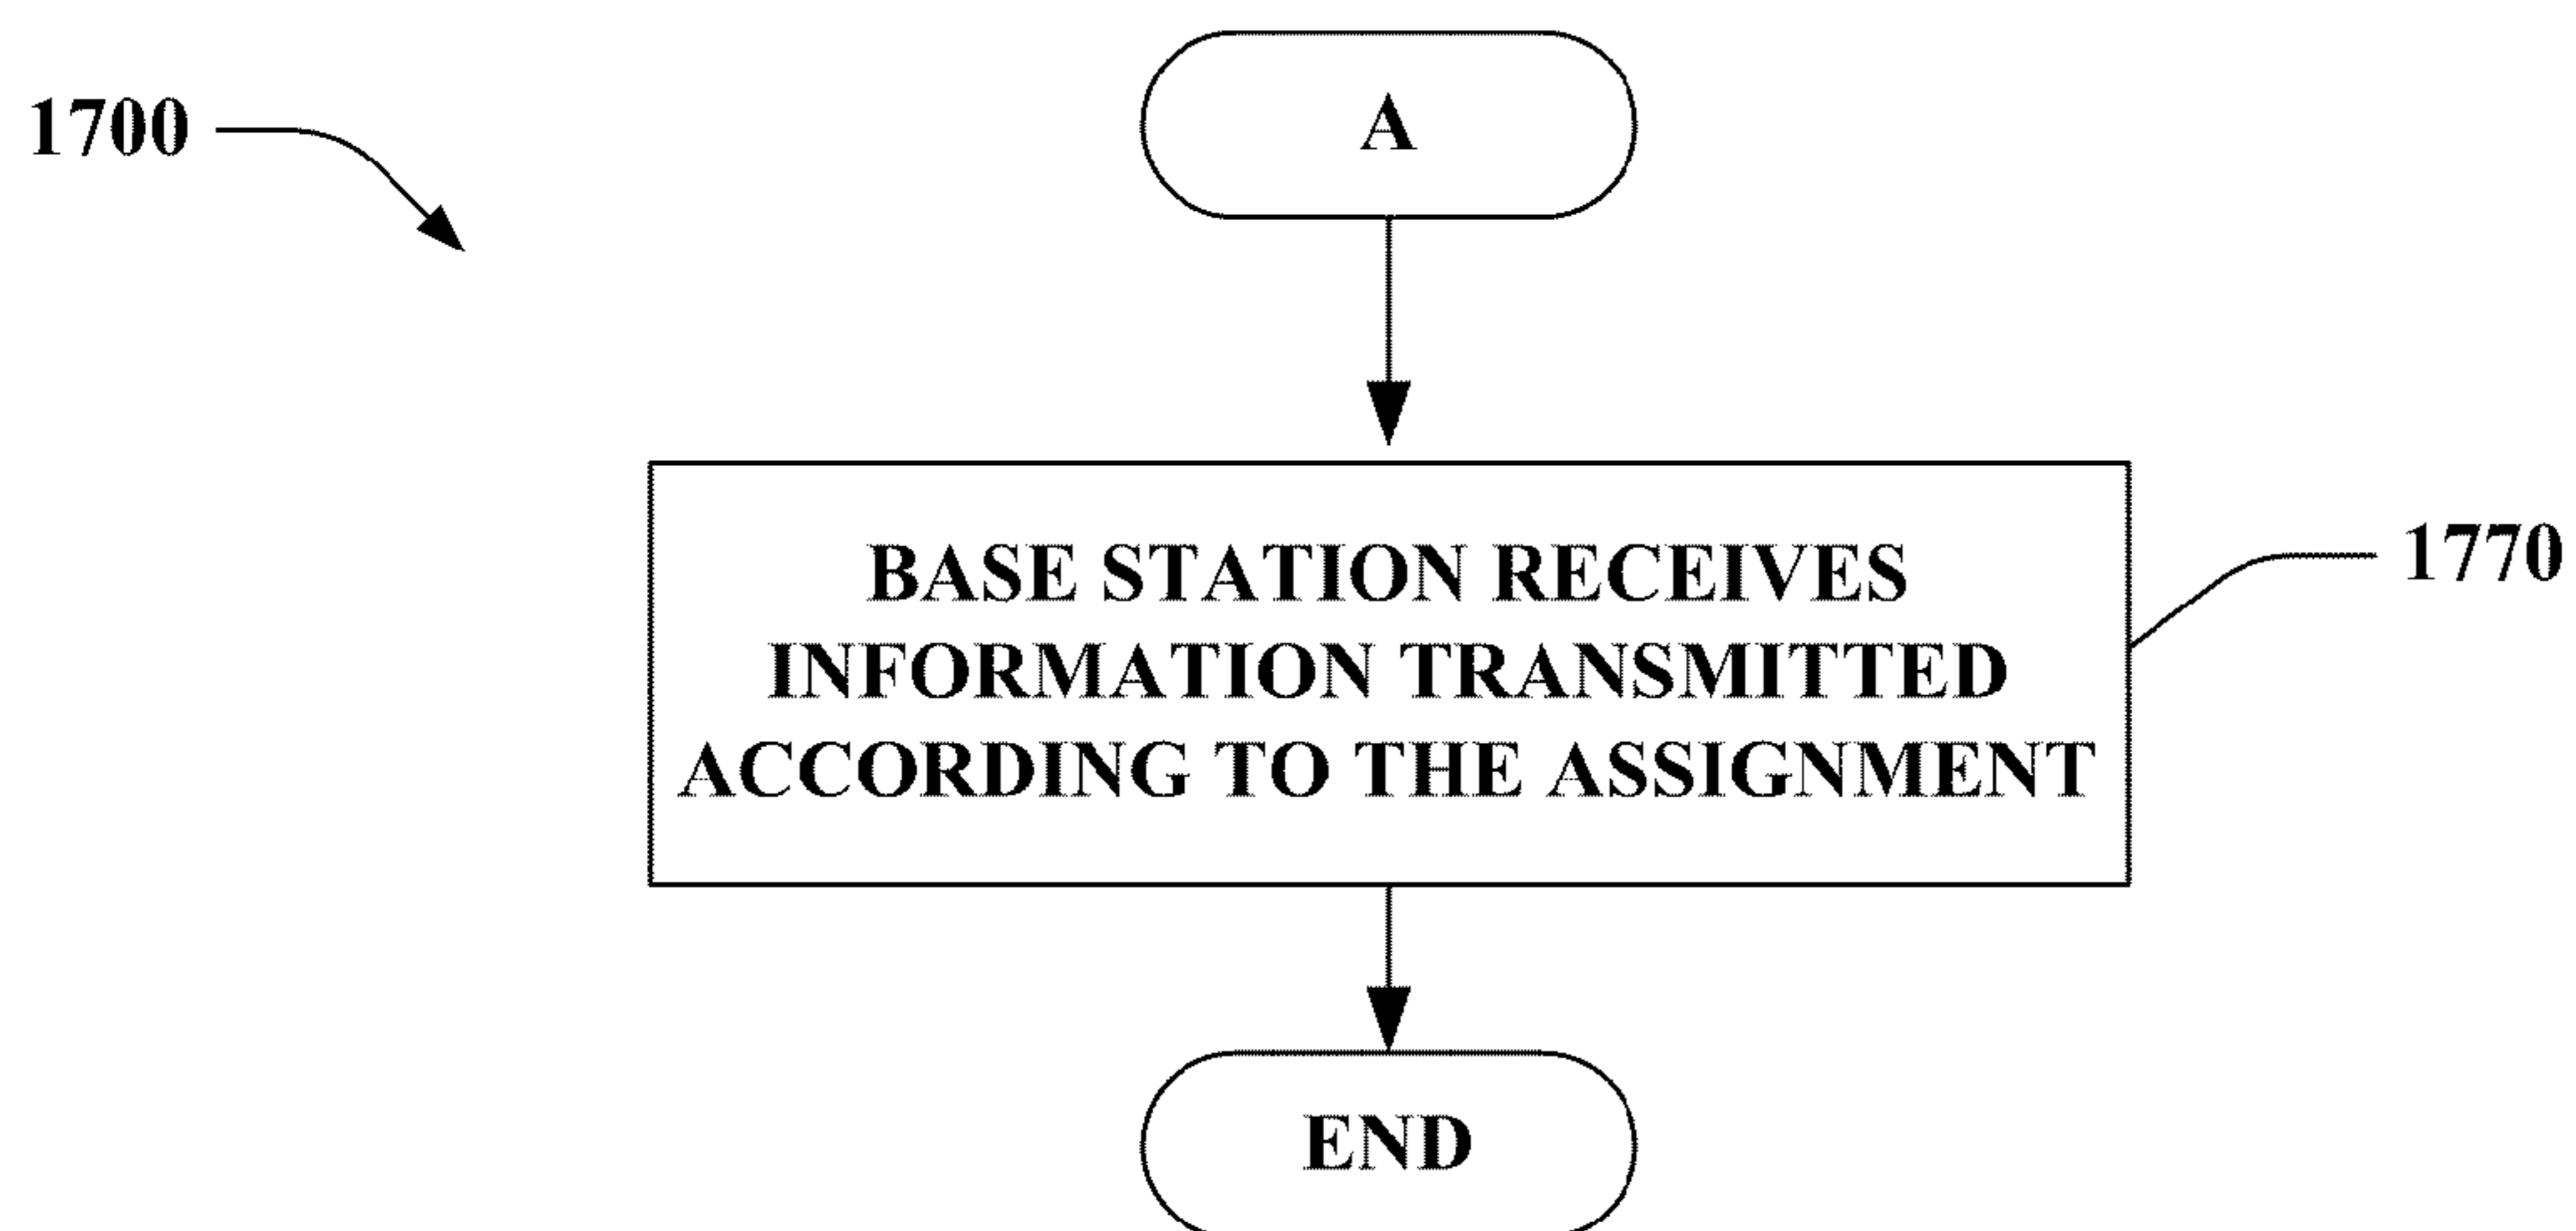 1700
A
BASE STATION RECEIVES
INFORMATION TRANSMITTED
ACCORDING TO THE ASSIGNMENT
1770
END